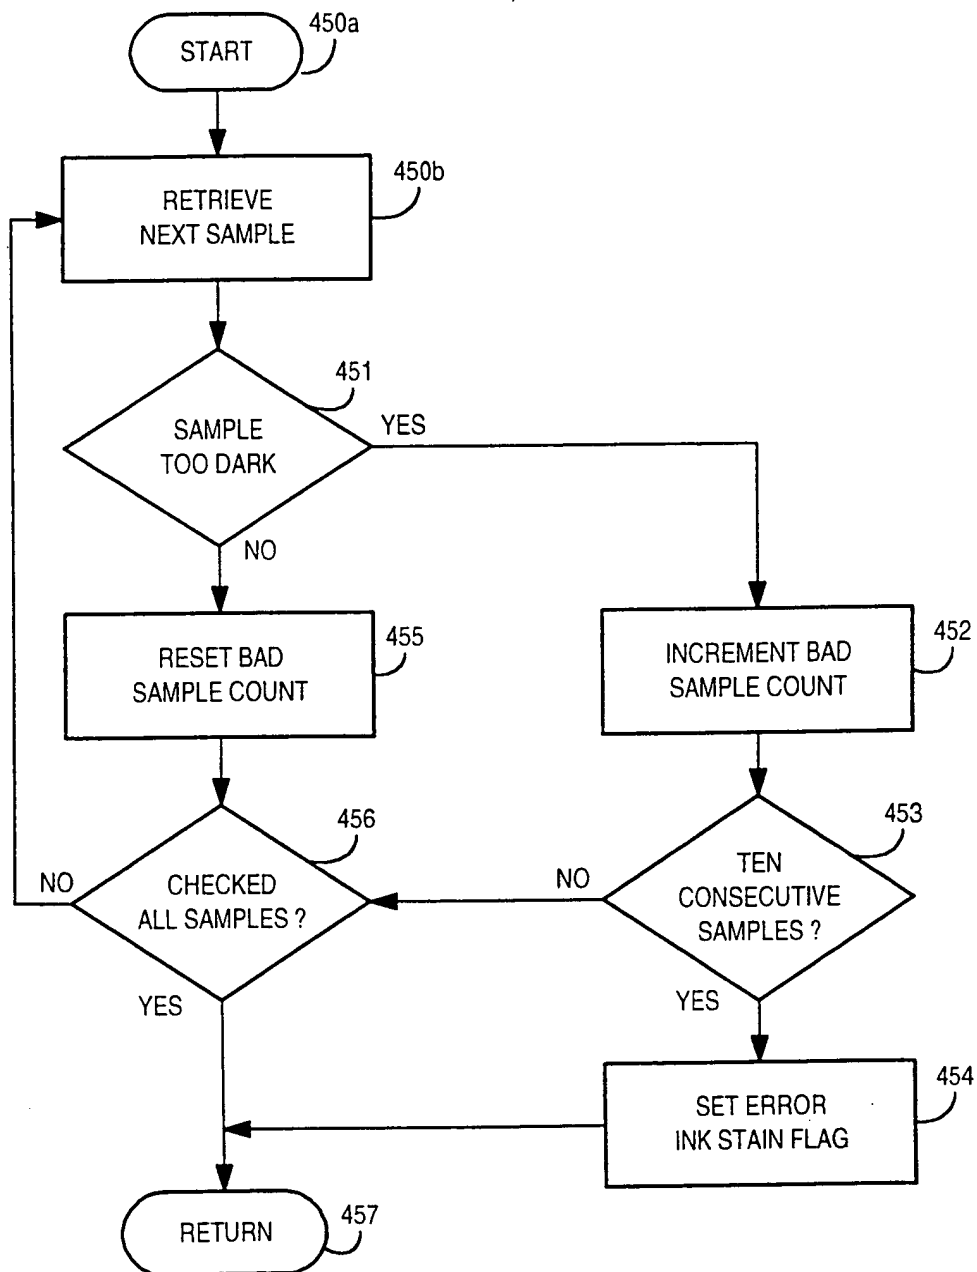 START
450a
RETRIEVE
NEXT SAMPLE
450b
SAMPLE
TOO DARK
451
YES
NO
RESET BAD
SAMPLE COUNT
455
INCREMENT BAD
SAMPLE COUNT
452
CHECKED
ALL SAMPLES ?
456
NO
YES
TEN
CONSECUTIVE
SAMPLES ?
453
NO
YES
SET ERROR
INK STAIN FLAG
454
RETURN
457